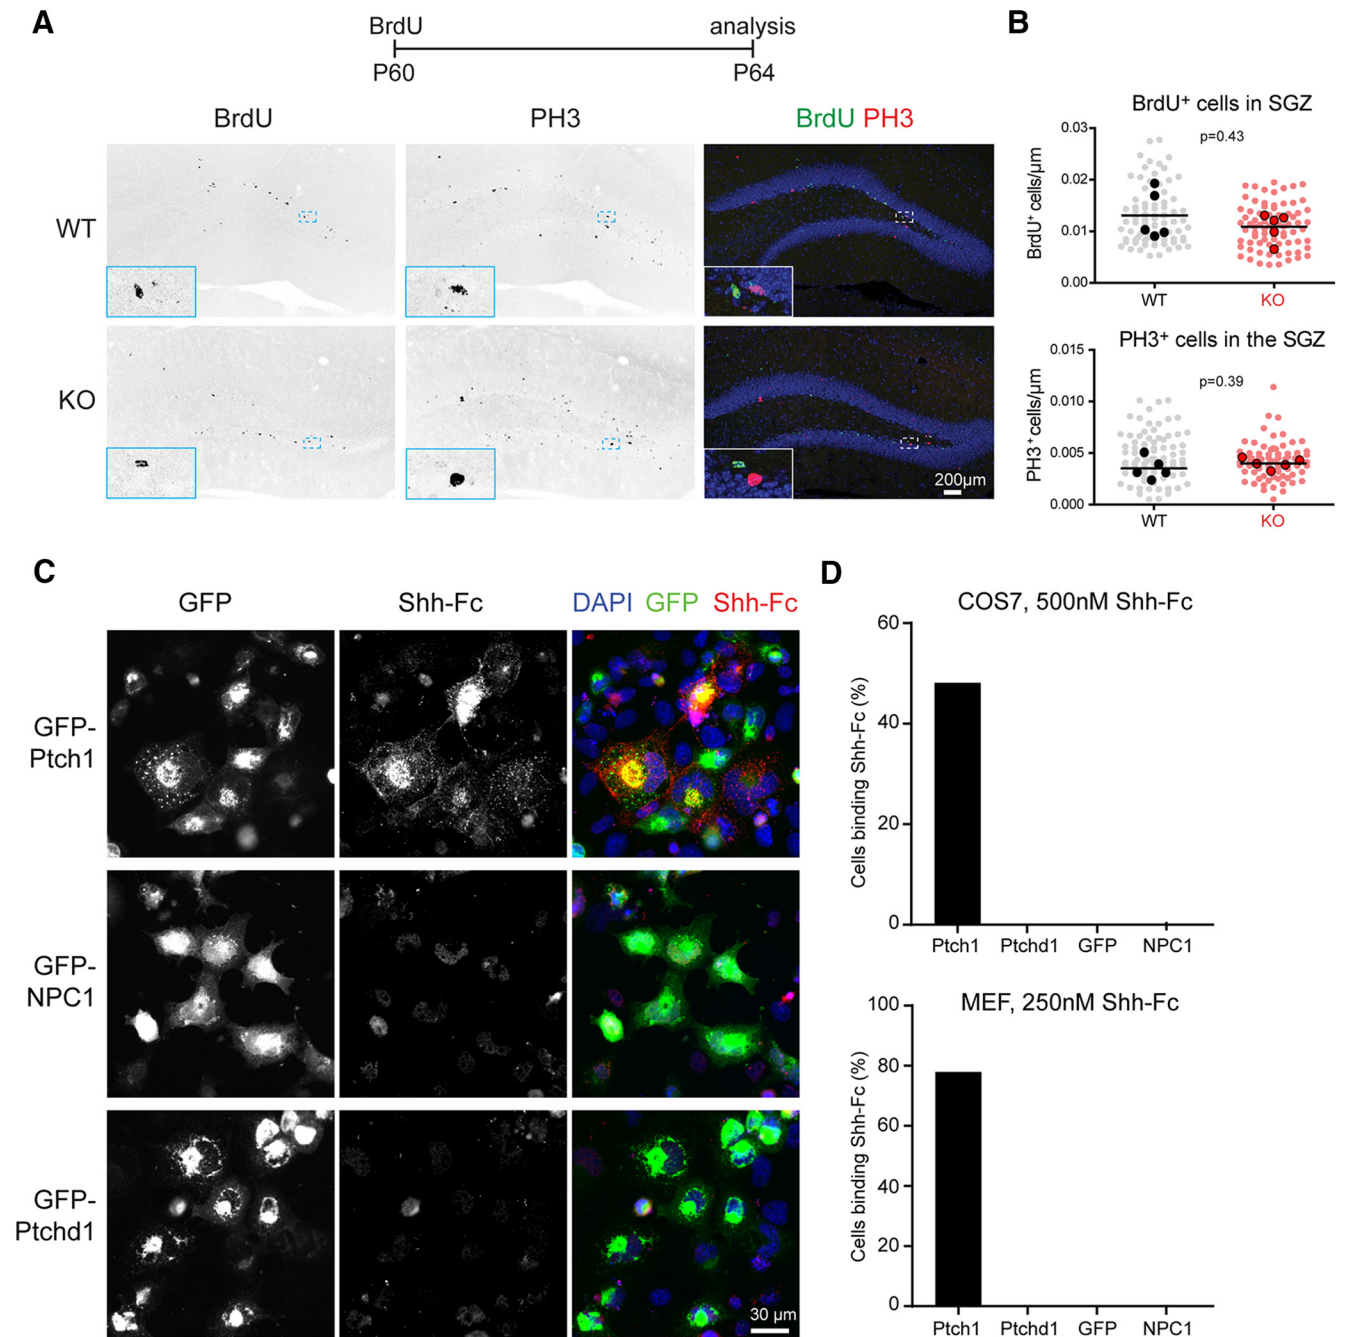 A
BrdU analysis
P60 P64
BrdU PH3 BrdU PH3
WT
KO
200μm
B
BrdU⁺ cells in SGZ
p=0.43
0.03
0.02
0.01
0.00
BrdU⁺ cells/μm
WT KO
PH3⁺ cells in the SGZ
p=0.39
0.015
0.010
0.005
0.000
PH3⁺ cells/μm
WT KO
C
GFP Shh-Fc DAPI GFP Shh-Fc
GFP-
Ptch1
GFP-
NPC1
GFP-
Ptchd1
30 μm
D
COS7, 500nM Shh-Fc
60
40
20
0
Cells binding Shh-Fc (%)
Ptch1 Ptchd1 GFP NPC1
MEF, 250nM Shh-Fc
100
80
60
40
20
0
Cells binding Shh-Fc (%)
Ptch1 Ptchd1 GFP NPC1